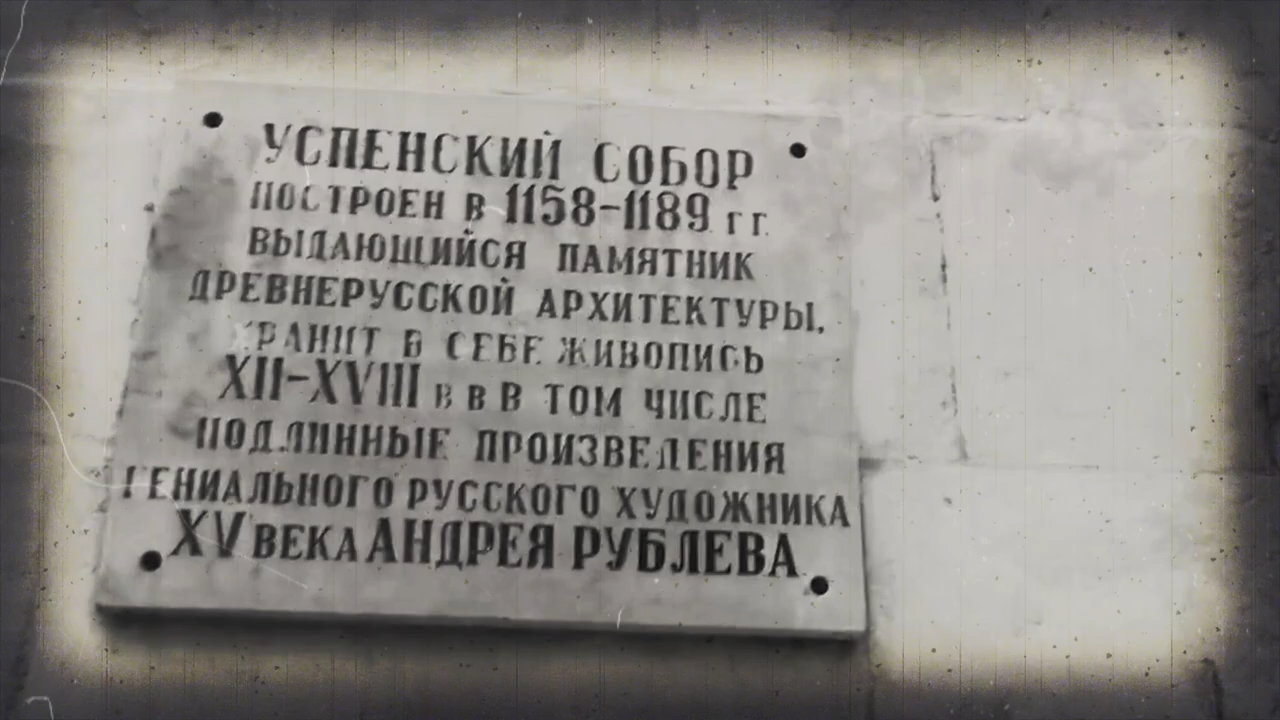 УСПЕНСКИЙ СОБОР
ПОСТРОЕН В 1158-1189 г г.
ВЫДАЮЩИЙСЯ ПАМЯТНИК
ДРЕВНЕРУССКОЙ АРХИТЕКТУРЫ,
ХРАНИТ В СЕБЕ ЖИВОПИСЬ
XII-XVIII в в В ТОМ ЧИСЛЕ
ПОДЛИННЫЕ ПРОИЗВЕДЕНИЯ
ГЕНИАЛЬНОГО РУССКОГО ХУДОЖНИКА
XV ВЕКА АНДРЕЯ РУБЛЕВА